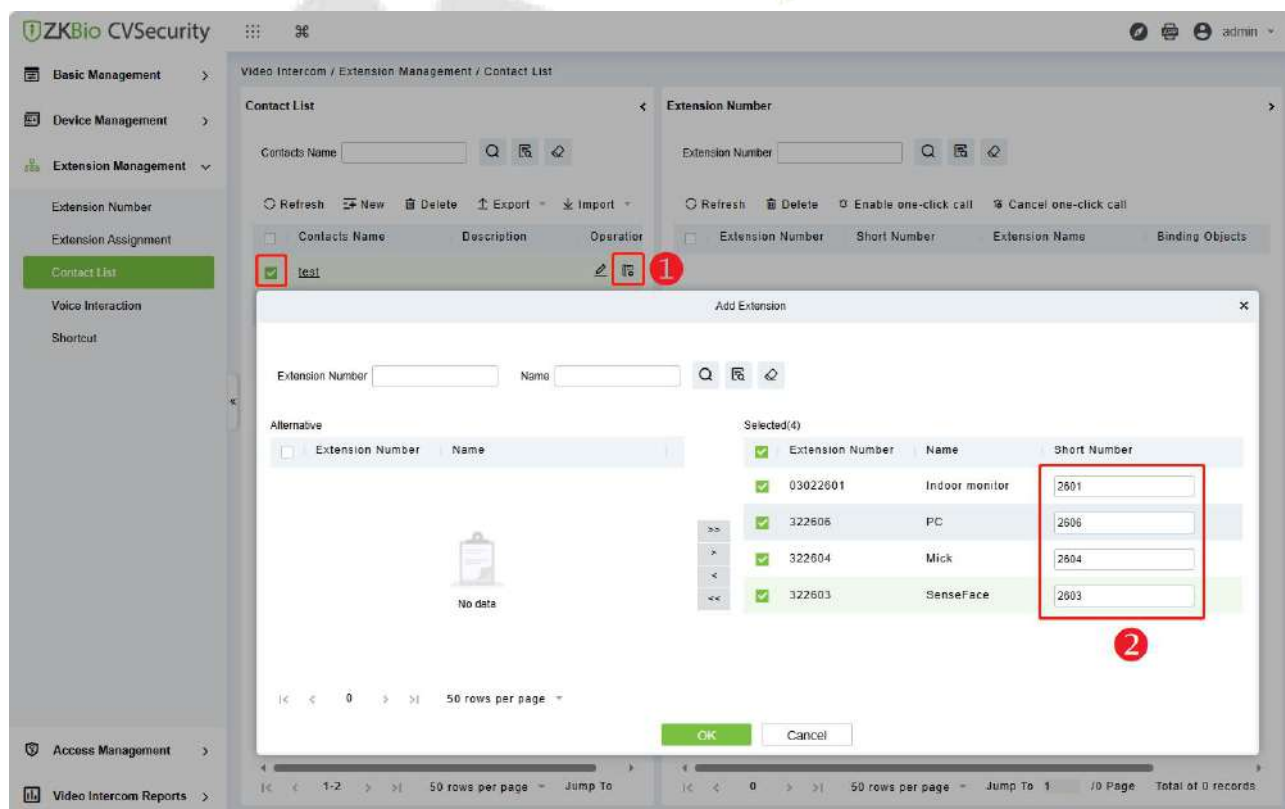 ZKBio CVSecurity
admin
Basic Management
Device Management
Extension Management
Extension Number
Extension Assignment
Contact List
Voice Interaction
Shortcut
Access Management
Video Intercom Reports
Video Intercom / Extension Management / Contact List
Contact List
Contacts Name
Refresh New Delete Export Import
Contacts Name Description Operation
test
1
Extension Number
Extension Number
Refresh Delete Enable one-click call Cancel one-click call
Extension Number Short Number Extension Name Binding Objects
Add Extension
Extension Number Name
Alternative
Extension Number Name
No data
0 50 rows per page
>>
>
<
<<
Selected(4)
Extension Number Name Short Number
03022601 Indoor monitor 2601
322606 PC 2606
322604 Mick 2604
322603 SenseFace 2603
2
OK Cancel
1-2 50 rows per page Jump To
0 50 rows per page Jump To 1 /0 Page Total of 0 records